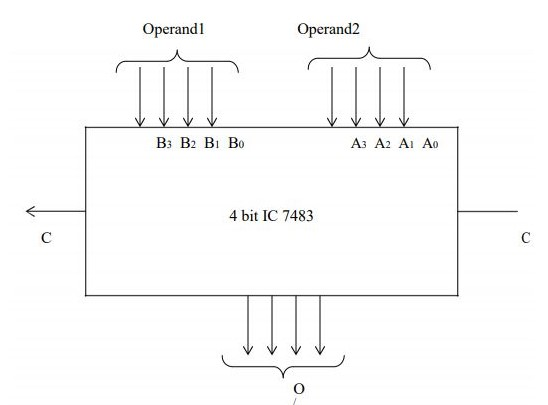 Operand1 Operand2
B3 B2 B1 B0 A3 A2 A1 A0
4 bit IC 7483
C C
O
/